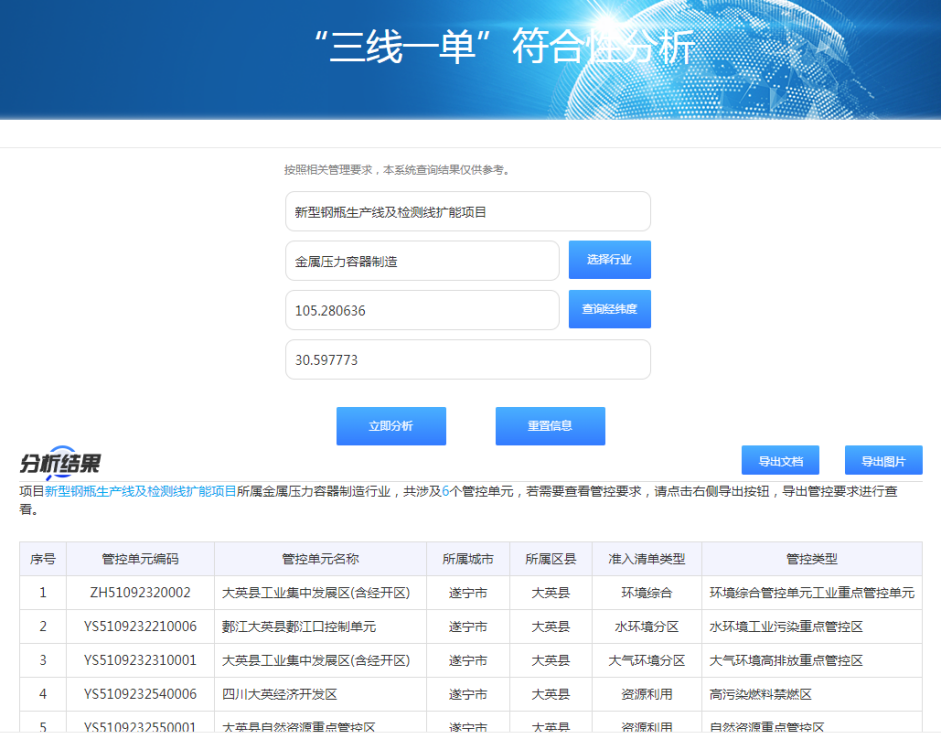 “三线一单”符合性分析
按照相关管理要求，本系统查询结果仅供参考。
新型钢瓶生产线及检测线扩能项目
金属压力容器制造 选择行业
105.280636 查询经纬度
30.597773
立即分析 重置信息
分析结果 导出文档 导出图片
项目新型钢瓶生产线及检测线扩能项目所属金属压力容器制造行业，共涉及6个管控单元，若需要查看管控要求，请点击右侧导出按钮，导出管控要求进行查
看。
序号 管控单元编码 管控单元名称 所属城市 所属区县 准入清单类型 管控类型
1 ZH51092320002 大英县工业集中发展区(含经开区) 遂宁市 大英县 环境综合 环境综合管控单元工业重点管控单元
2 YS5109232210006 郪江大英县郪江口控制单元 遂宁市 大英县 水环境分区 水环境工业污染重点管控区
3 YS5109232310001 大英县工业集中发展区(含经开区) 遂宁市 大英县 大气环境分区 大气环境高排放重点管控区
4 YS5109232540006 四川大英经济开发区 遂宁市 大英县 资源利用 高污染燃料禁燃区
5 YS5109232550001 大英县自然资源重点管控区 遂宁市 大英县 资源利用 自然资源重点管控区